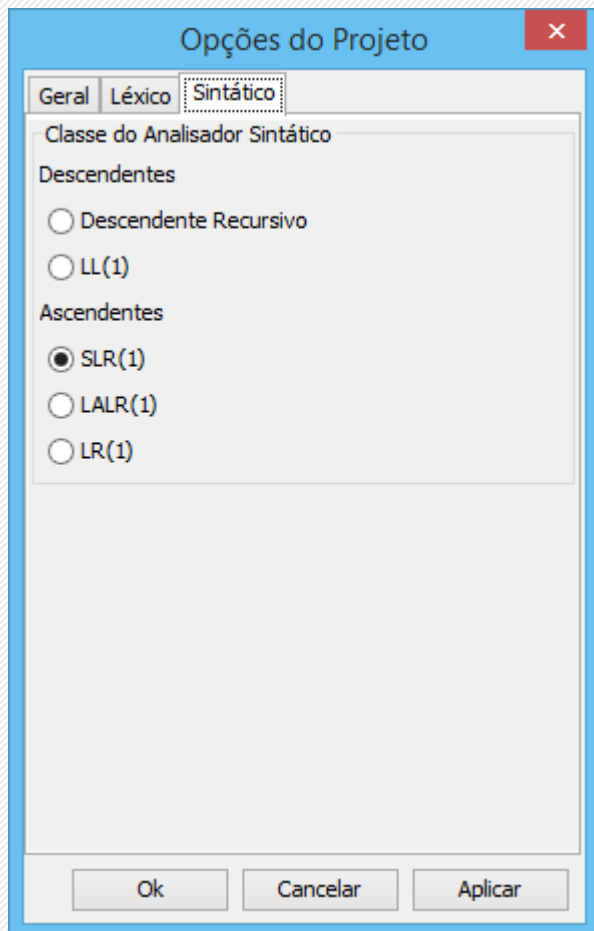 Opções do Projeto
Geral Léxico Sintático
Classe do Analisador Sintático
Descendentes
Descendente Recursivo
LL(1)
Ascendentes
SLR(1)
LALR(1)
LR(1)
Ok Cancelar Aplicar